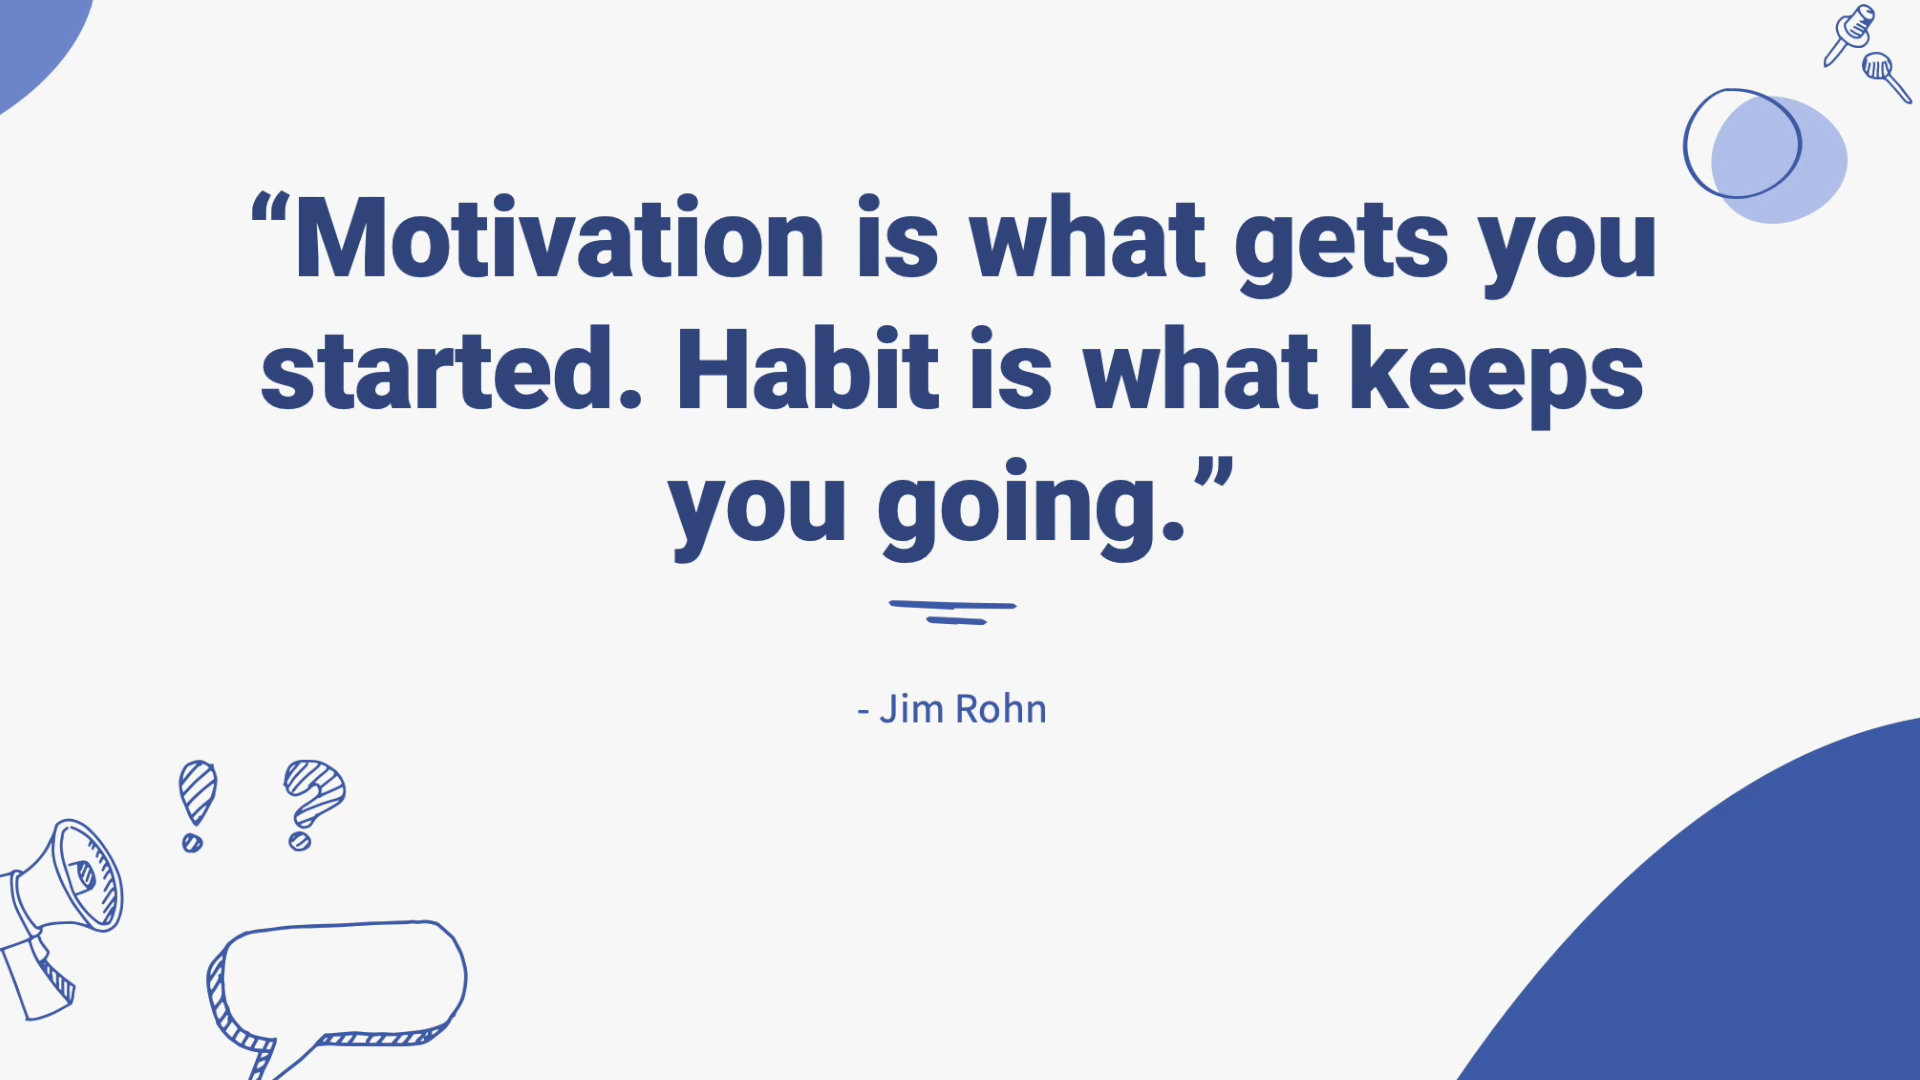 “Motivation is what gets you
started. Habit is what keeps
you going.”
- Jim Rohn
! ?